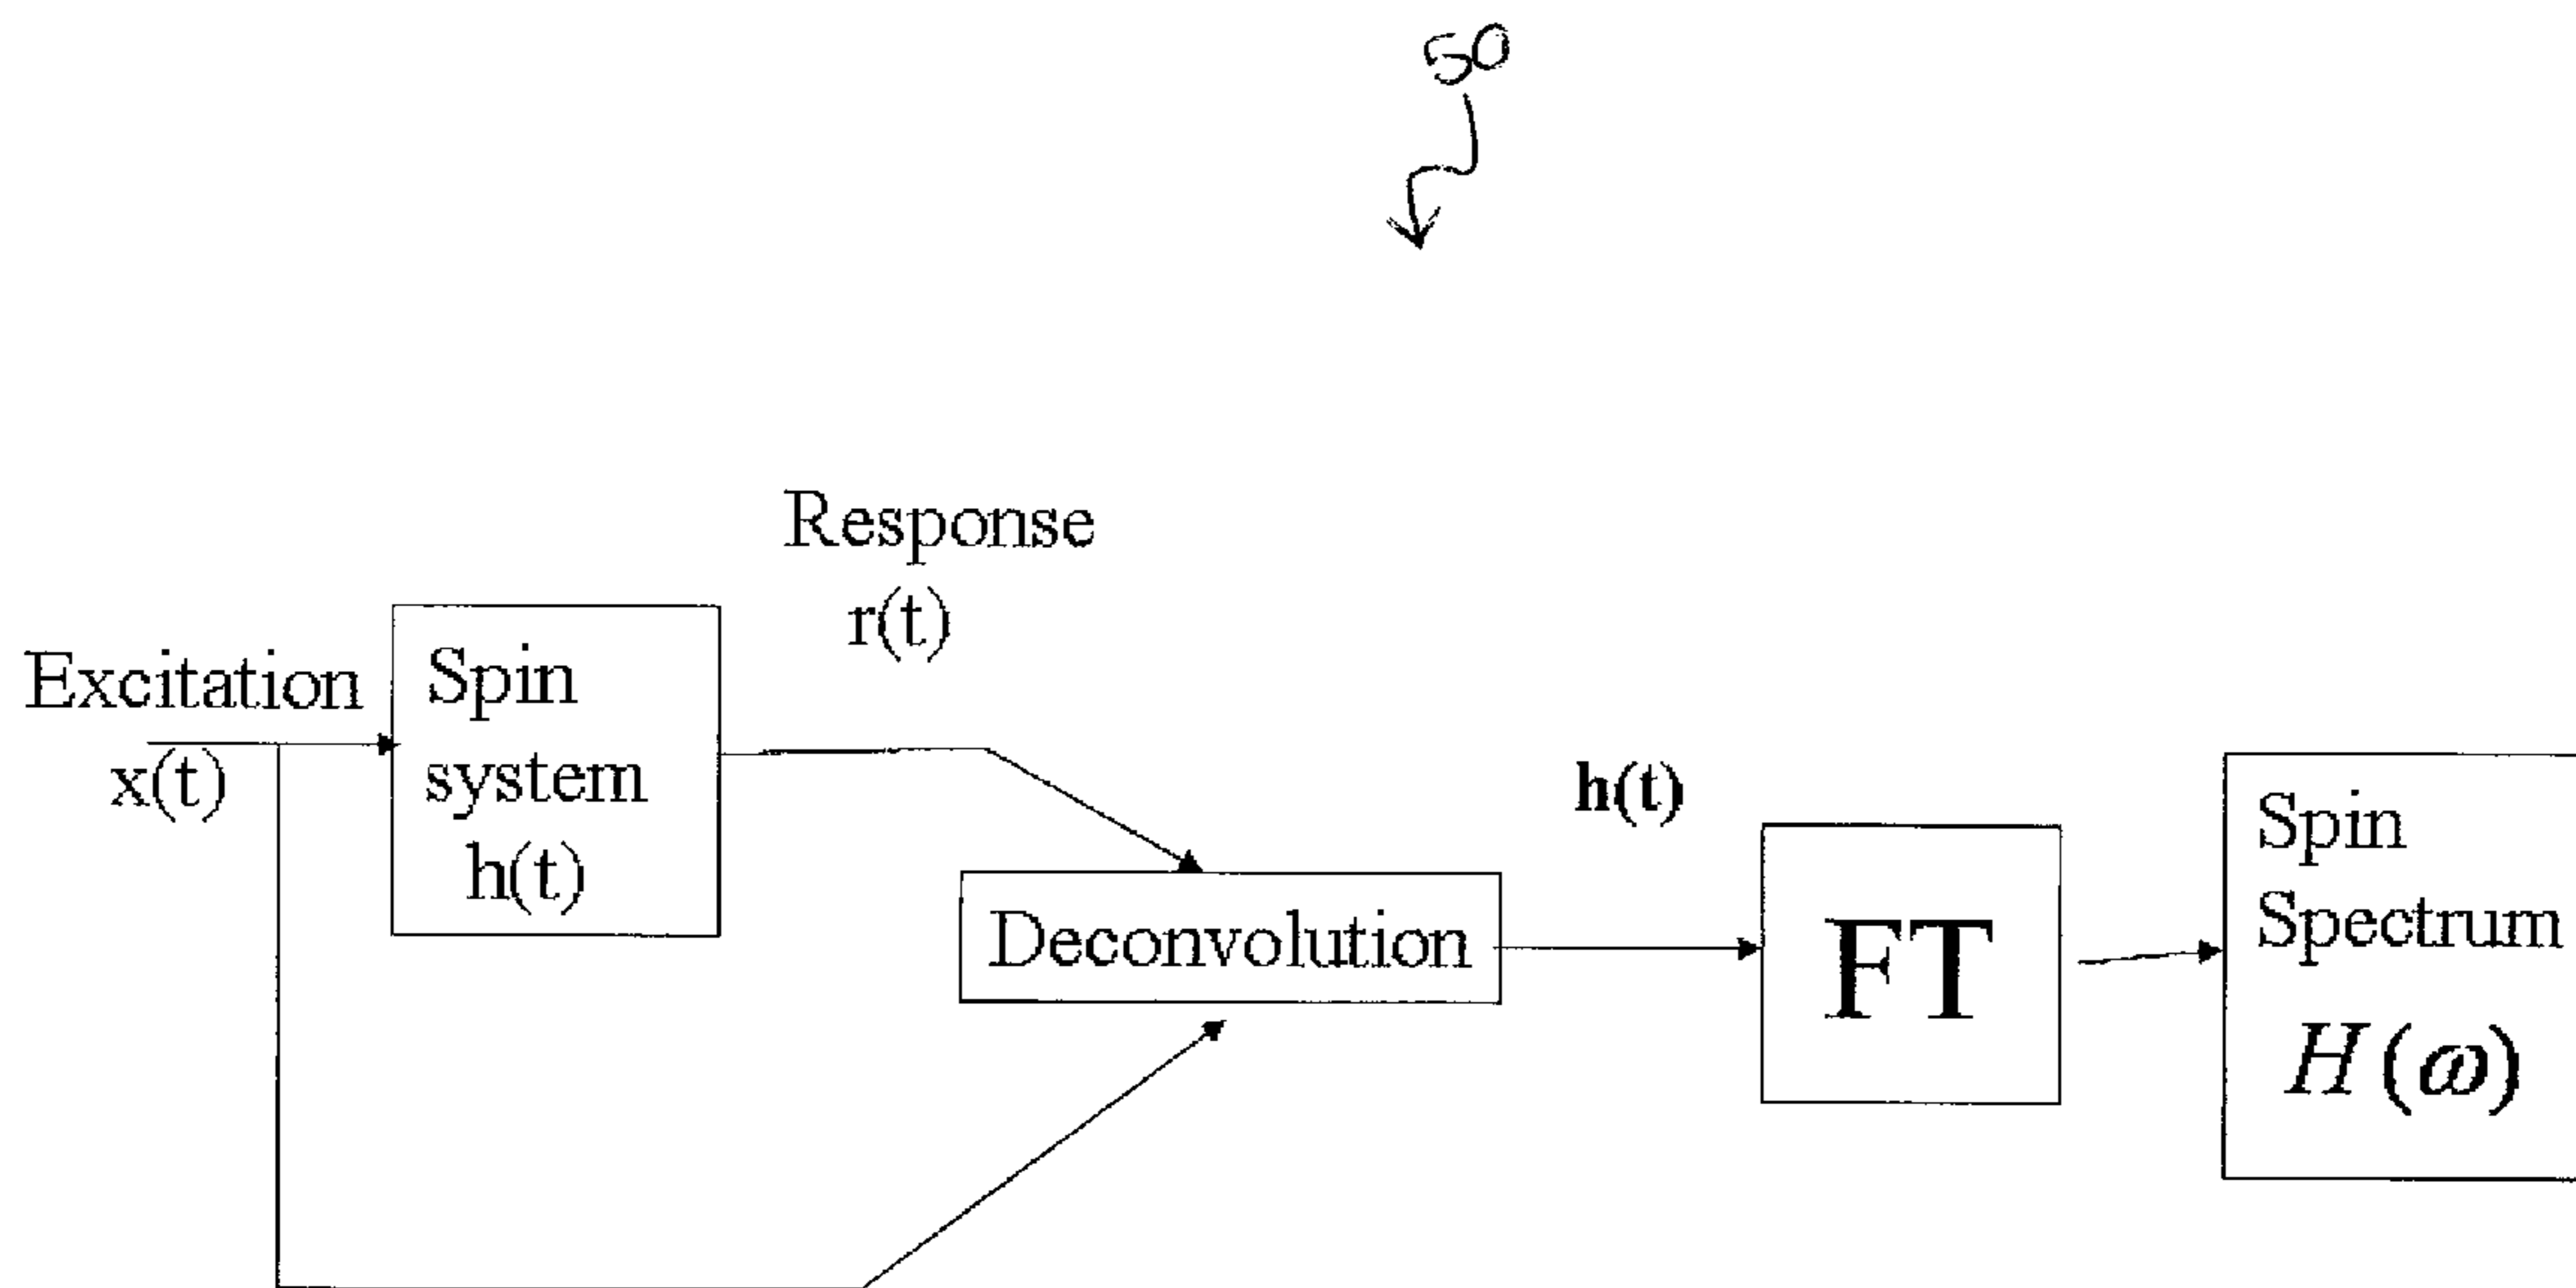 50
Response
r(t)
Excitation
x(t)
Spin
system
h(t)
h(t)
Deconvolution
FT
Spin
Spectrum
H(ω)